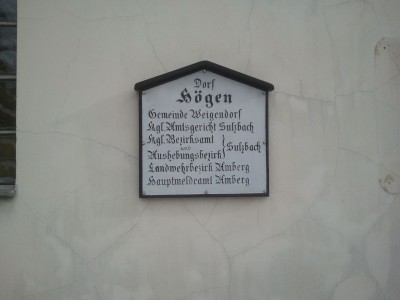 Dorf
Högen
Gemeinde Weigendorf
Kgl. Amtsgericht Sulzbach
Kgl. Bezirksamt
und } Sulzbach
Aushebungsbezirk
Landwehrbezirk Amberg
Hauptmeldeamt Amberg